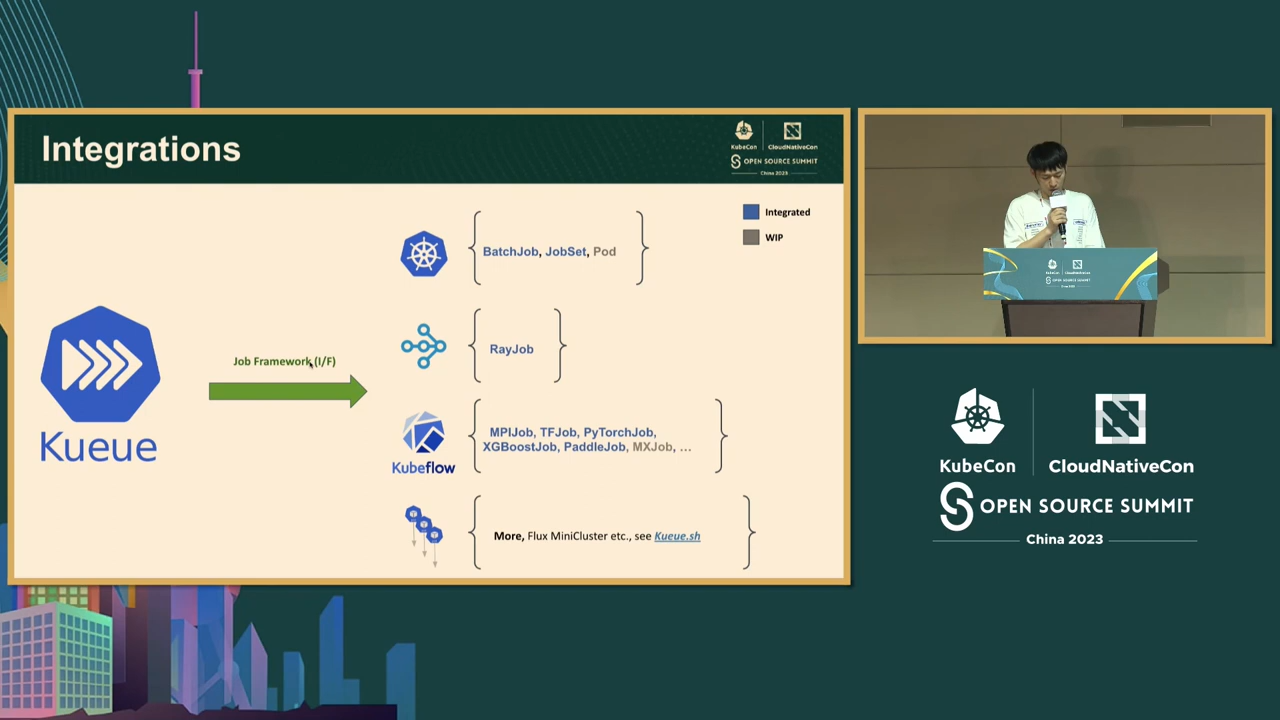 Integrations
KubeCon
CloudNativeCon
OPEN SOURCE SUMMIT
China 2023
Integrated
WIP
BatchJob, JobSet, Pod
Kueue
Job Framework (I/F)
RayJob
Kubeflow
MPIJob, TFJob, PyTorchJob,
XGBoostJob, PaddleJob, MXJob, ...
More, Flux MiniCluster etc., see Kueue.sh
KubeCon
CloudNativeCon
OPEN SOURCE SUMMIT
China 2023